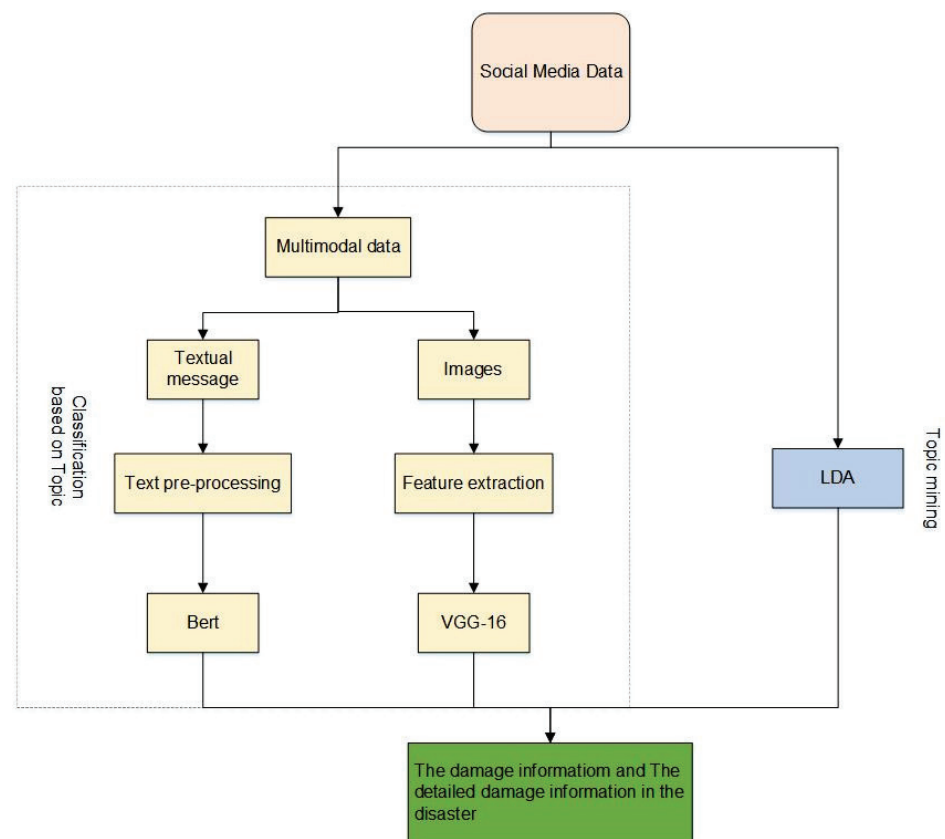 Social Media Data
Multimodal data
Textual
message
Images
Classification
based on Topic
Topic mining
Text pre-processing
Feature extraction
LDA
Bert
VGG-16
The damage informatiom and The
detailed damage information in the
disaster